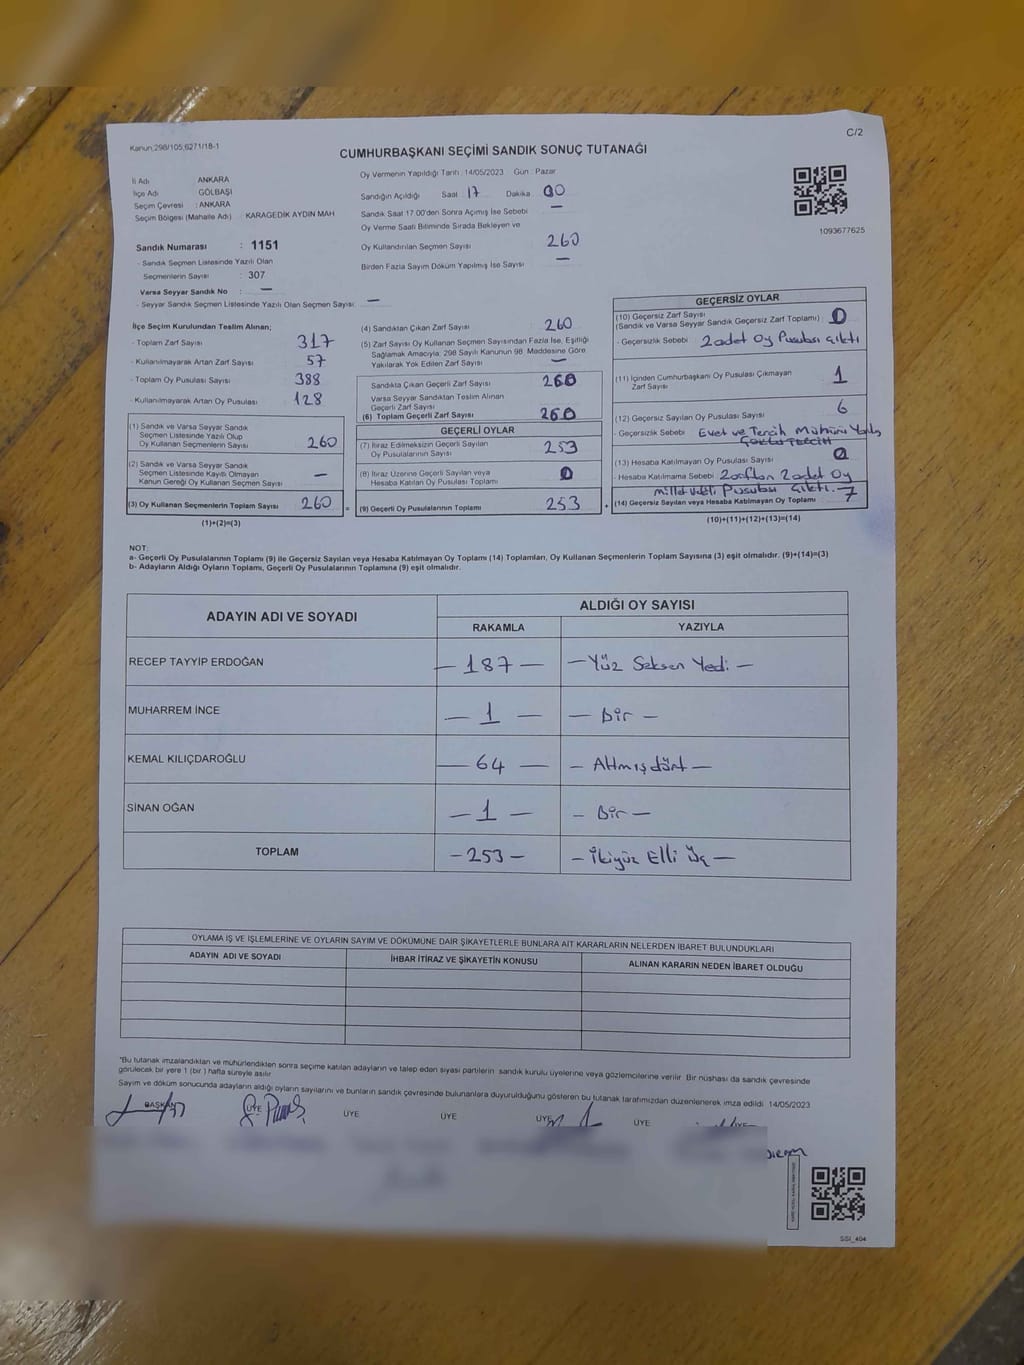 Kanun;298/105,6271/18-1
C/2
CUMHURBAŞKANI SEÇİMİ SANDIK SONUÇ TUTANAĞI
İl Adı ANKARA
İlçe Adı GÖLBAŞI
Seçim Çevresi : ANKARA
Seçim Bölgesi (Mahalle Adı) : KARAGEDİK AYDIN MAH
Sandık Numarası : 1151
- Sandık Seçmen Listesinde Yazılı Olan
Seçmenlerin Sayısı : 307
Varsa Seyyar Sandık No : —
- Seyyar Sandık Seçmen Listesinde Yazılı Olan Seçmen Sayısı: —
Oy Vermenin Yapıldığı Tarih : 14/05/2023 Gün : Pazar
Sandığın Açıldığı Saat 17 Dakika 00
Sandık Saat 17.00'den Sonra Açımış İse Sebebi —
Oy Verme Saati Bitiminde Sırada Bekleyen ve
Oy Kullandırılan Seçmen Sayısı 260
Birden Fazla Sayım Döküm Yapılmış İse Sayısı —
1093677625
İlçe Seçim Kurulundan Teslim Alınan;
- Toplam Zarf Sayısı 317
- Kullanılmayarak Artan Zarf Sayısı 57
- Toplam Oy Pusulası Sayısı 388
- Kullanılmayarak Artan Oy Pusulası 128
(1) Sandık ve Varsa Seyyar Sandık
Seçmen Listesinde Yazılı Olup
Oy Kullanan Seçmenlerin Sayısı 260
(2) Sandık ve Varsa Seyyar Sandık
Seçmen Listesinde Kayıtlı Olmayan
Kanun Gereği Oy Kullanan Seçmen Sayısı —
(3) Oy Kullanan Seçmenlerin Toplam Sayısı 260 =
(1)+(2)=(3)
(4) Sandıktan Çıkan Zarf Sayısı 260
(5) Zarf Sayısı Oy Kullanan Seçmen Sayısından Fazla İse, Eşitliği
Sağlamak Amacıyla; 298 Sayılı Kanunun 98. Maddesine Göre
Yakılarak Yok Edilen Zarf Sayısı —
Sandıkta Çıkan Geçerli Zarf Sayısı 260
Varsa Seyyar Sandıktan Teslim Alınan
Geçerli Zarf Sayısı
(6) Toplam Geçerli Zarf Sayısı 260
GEÇERLİ OYLAR
(7) İtiraz Edilmeksizin Geçerli Sayılan
Oy Pusulalarının Sayısı 253
(8) İtiraz Üzerine Geçerli Sayılan veya
Hesaba Katılan Oy Pusulası Toplamı 0
(9) Geçerli Oy Pusulalarının Toplamı 253 +
GEÇERSİZ OYLAR
(10) Geçersiz Zarf Sayısı
(Sandık ve Varsa Seyyar Sandık Geçersiz Zarf Toplamı) : 0
- Geçersizlik Sebebi 2 adet Oy Pusulası çıktı
(11) İçinden Cumhurbaşkanı Oy Pusulası Çıkmayan
Zarf Sayısı 1
(12) Geçersiz Sayılan Oy Pusulası Sayısı 6
- Geçersizlik Sebebi Evet ve Tercih Mühürü
(13) Hesaba Katılmayan Oy Pusulası Sayısı 0
- Hesaba Katılmama Sebebi 2 adet Oy
Pusulası çıktı.
(14) Geçersiz Sayılan veya Hesaba Katılmayan Oy Toplamı 7
(10)+(11)+(12)+(13)=(14)
NOT:
a- Geçerli Oy Pusulalarının Toplamı (9) ile Geçersiz Sayılan veya Hesaba Katılmayan Oy Toplamı (14) Toplamları, Oy Kullanan Seçmenlerin Toplam Sayısına (3) eşit olmalıdır. (9)+(14)=(3)
b- Adayların Aldığı Oyların Toplamı, Geçerli Oy Pusulalarının Toplamına (9) eşit olmalıdır.
ADAYIN ADI VE SOYADI
ALDIĞI OY SAYISI
RAKAMLA YAZIYLA
RECEP TAYYİP ERDOĞAN — 187 — — Yüz Seksen Yedi —
MUHARREM İNCE — 1 — — Bir —
KEMAL KILIÇDAROĞLU — 64 — — Altmışdört —
SİNAN OĞAN — 1 — — Bir —
TOPLAM — 253 — — İkiyüz Elli Üç —
OYLAMA İŞ VE İŞLEMLERİNE VE OYLARIN SAYIM VE DÖKÜMÜNE DAİR ŞİKAYETLERLE BUNLARA AİT KARARLARIN NELERDEN İBARET BULUNDUKLARI
ADAYIN ADI VE SOYADI İHBAR İTİRAZ VE ŞİKAYETİN KONUSU ALINAN KARARIN NEDEN İBARET OLDUĞU
*Bu tutanak imzalandıktan ve mühürlendikten sonra seçime katılan adayların ve talep eden siyasi partilerin sandık kurulu üyelerine veya gözlemcilerine verilir. Bir nüshası da sandık çevresinde
görülecek bir yere 1 (bir ) hafta süreyle asılır
Sayım ve döküm sonucunda adayların aldığı oyların sayılarını ve bunların sandık çevresinde bulunanlara duyurulduğunu gösteren bu tutanak tarafımızdan düzenlenerek imza edildi. 14/05/2023
BAŞKAN ÜYE ÜYE ÜYE ÜYE ÜYE ÜYE
SSI_404